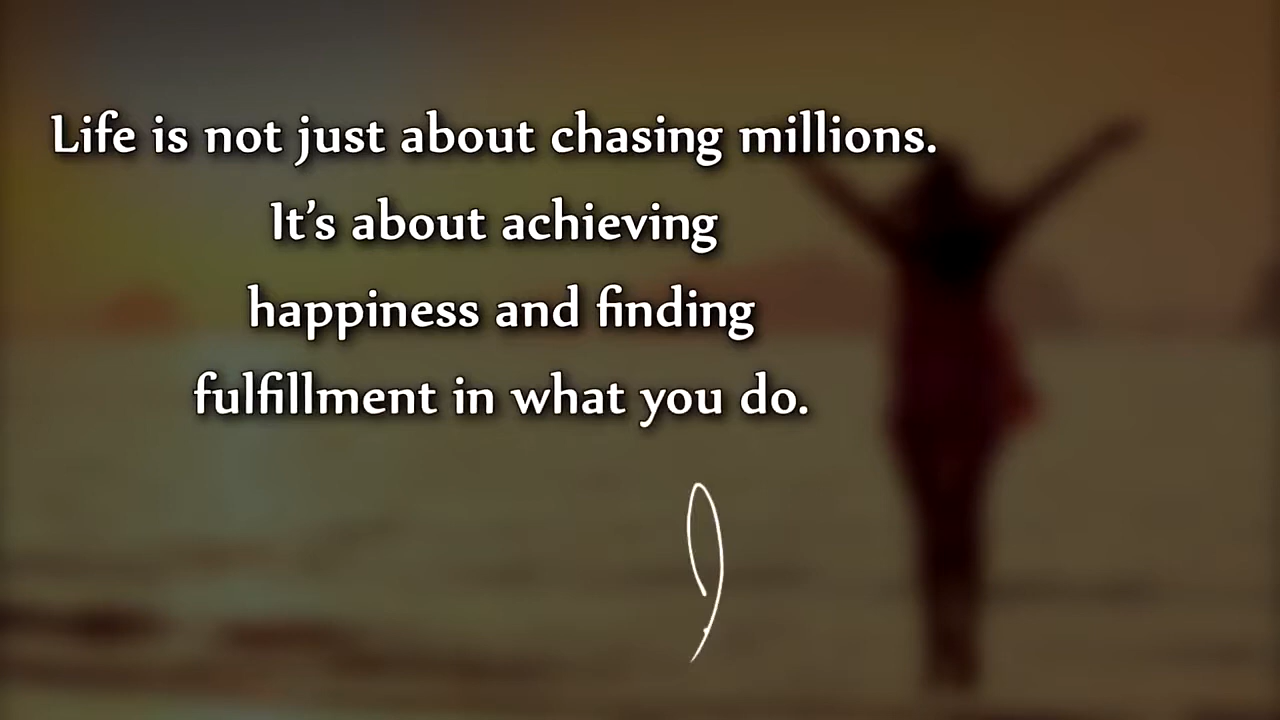 Life is not just about chasing millions.
It’s about achieving
happiness and finding
fulfillment in what you do.